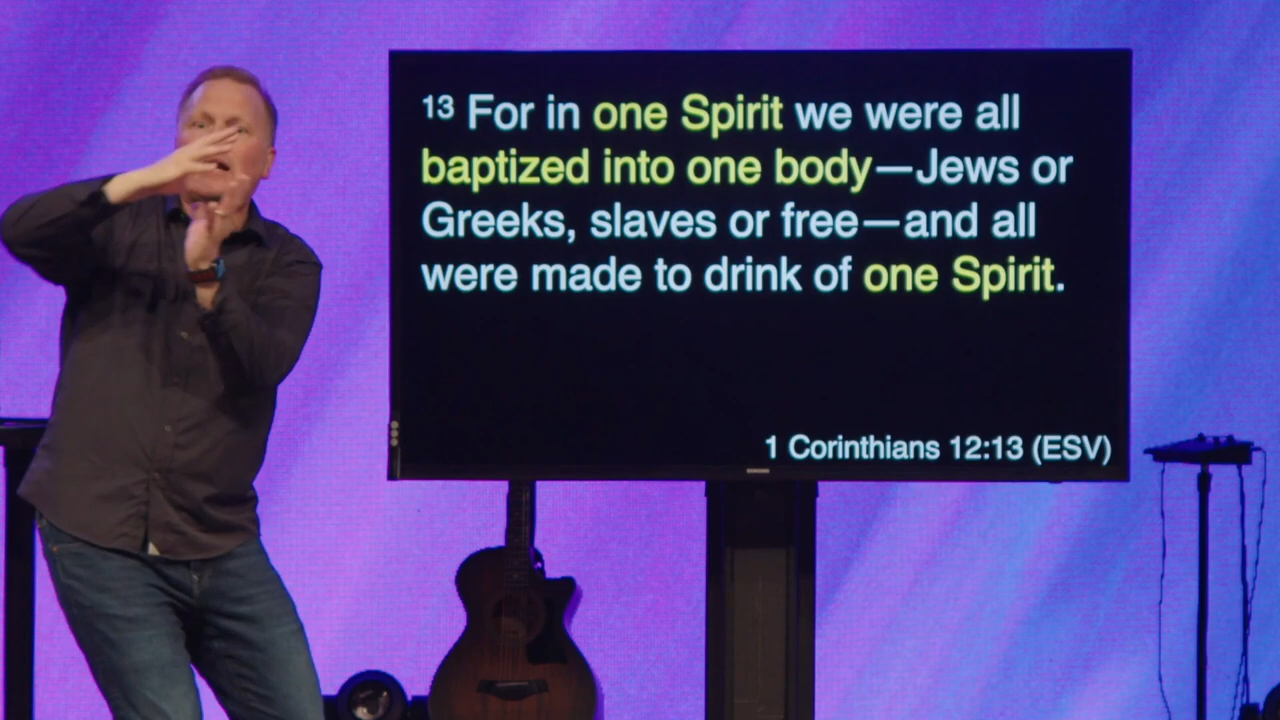 13 For in one Spirit we were all
baptized into one body—Jews or
Greeks, slaves or free—and all
were made to drink of one Spirit.
1 Corinthians 12:13 (ESV)